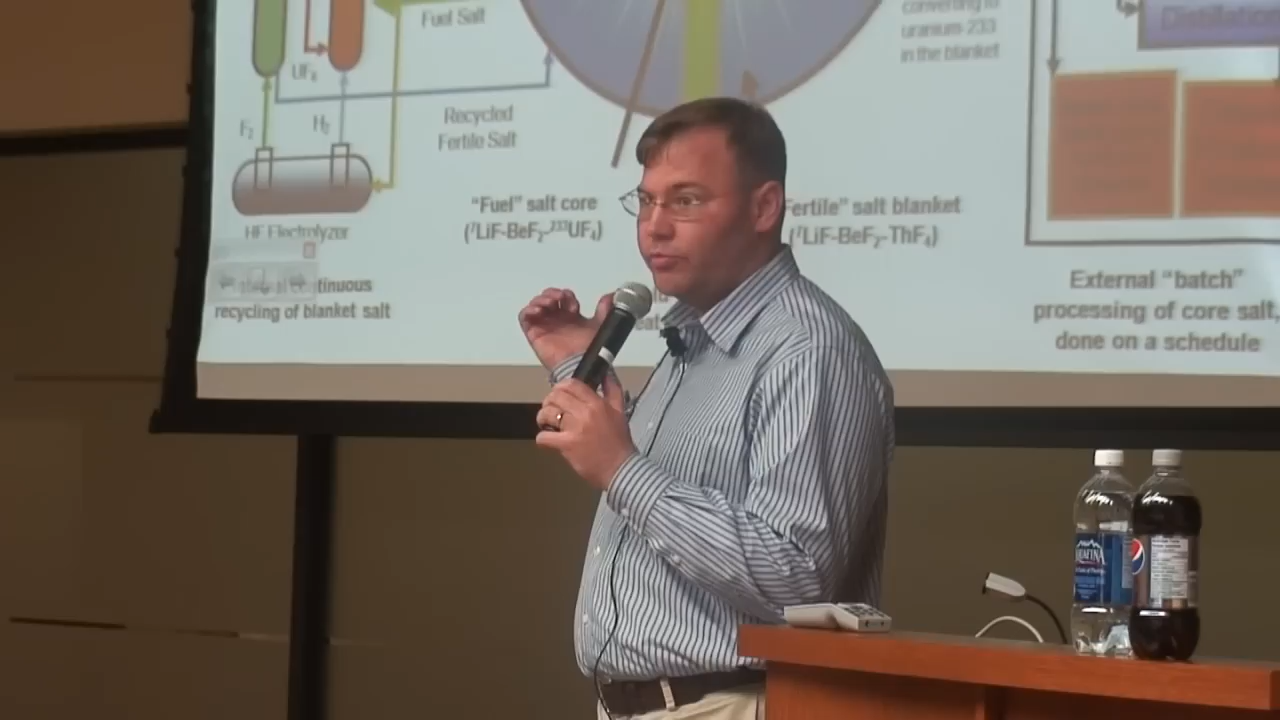 Fuel Salt
UF₆
F₂
H₂
Recycled
Fertile Salt
HF Electrolyzer
recycling of blanket salt
"Fuel" salt core
(⁷LiF-BeF₂-²³³UF₄)
converting to
uranium-233
in the blanket
Fertile" salt blanket
(⁷LiF-BeF₂-ThF₄)
Distillation
External "batch"
processing of core salt,
done on a schedule